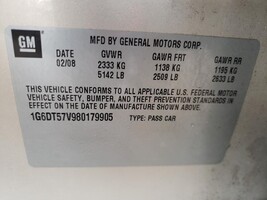 GM
MFD BY GENERAL MOTORS CORP.
02/08 GVWR GAWR FRT GAWR RR
2333 KG 1138 KG 1195 KG
5142 LB 2509 LB 2633 LB
THIS VEHICLE CONFORMS TO ALL APPLICABLE U.S. FEDERAL MOTOR
VEHICLE SAFETY, BUMPER, AND THEFT PREVENTION STANDARDS
IN EFFECT ON THE DATE OF MANUFACTURE SHOWN ABOVE.
1G6DT57V980179905 TYPE: PASS CAR